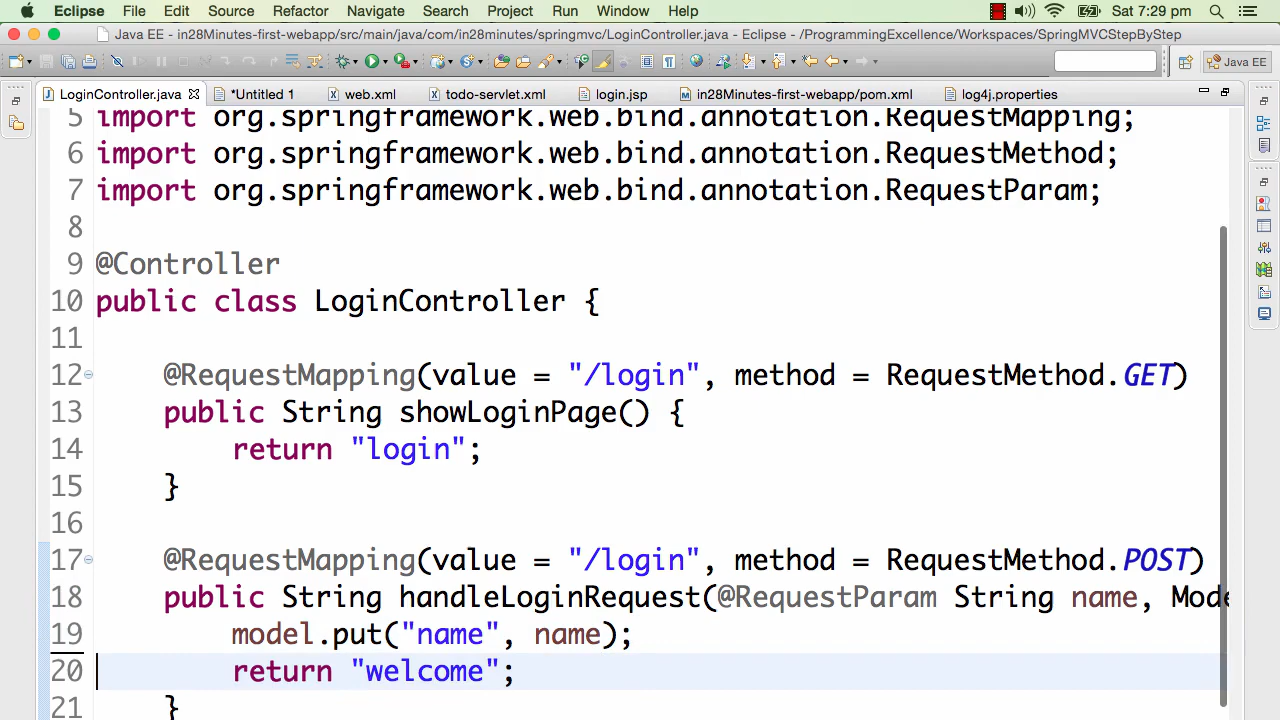 Eclipse File Edit Source Refactor Navigate Search Project Run Window Help Sat 7:29 pm
Java EE - in28Minutes-first-webapp/src/main/java/com/in28minutes/springmvc/LoginController.java - Eclipse - /ProgrammingExcellence/Workspaces/SpringMVCStepByStep
Java EE
LoginController.java *Untitled 1 web.xml todo-servlet.xml login.jsp in28Minutes-first-webapp/pom.xml log4j.properties
5 import org.springframework.web.bind.annotation.RequestMapping;
6 import org.springframework.web.bind.annotation.RequestMethod;
7 import org.springframework.web.bind.annotation.RequestParam;
8
9 @Controller
10 public class LoginController {
11
12 @RequestMapping(value = "/login", method = RequestMethod.GET)
13 public String showLoginPage() {
14 return "login";
15 }
16
17 @RequestMapping(value = "/login", method = RequestMethod.POST)
18 public String handleLoginRequest(@RequestParam String name, Mode
19 model.put("name", name);
20 return "welcome";
21 }